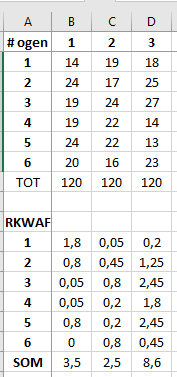 A B C D
# ogen 1 2 3
1 14 19 18
2 24 17 25
3 19 24 27
4 19 22 14
5 24 22 13
6 20 16 23
TOT 120 120 120
RKWAF
1 1,8 0,05 0,2
2 0,8 0,45 1,25
3 0,05 0,8 2,45
4 0,05 0,2 1,8
5 0,8 0,2 2,45
6 0 0,8 0,45
SOM 3,5 2,5 8,6